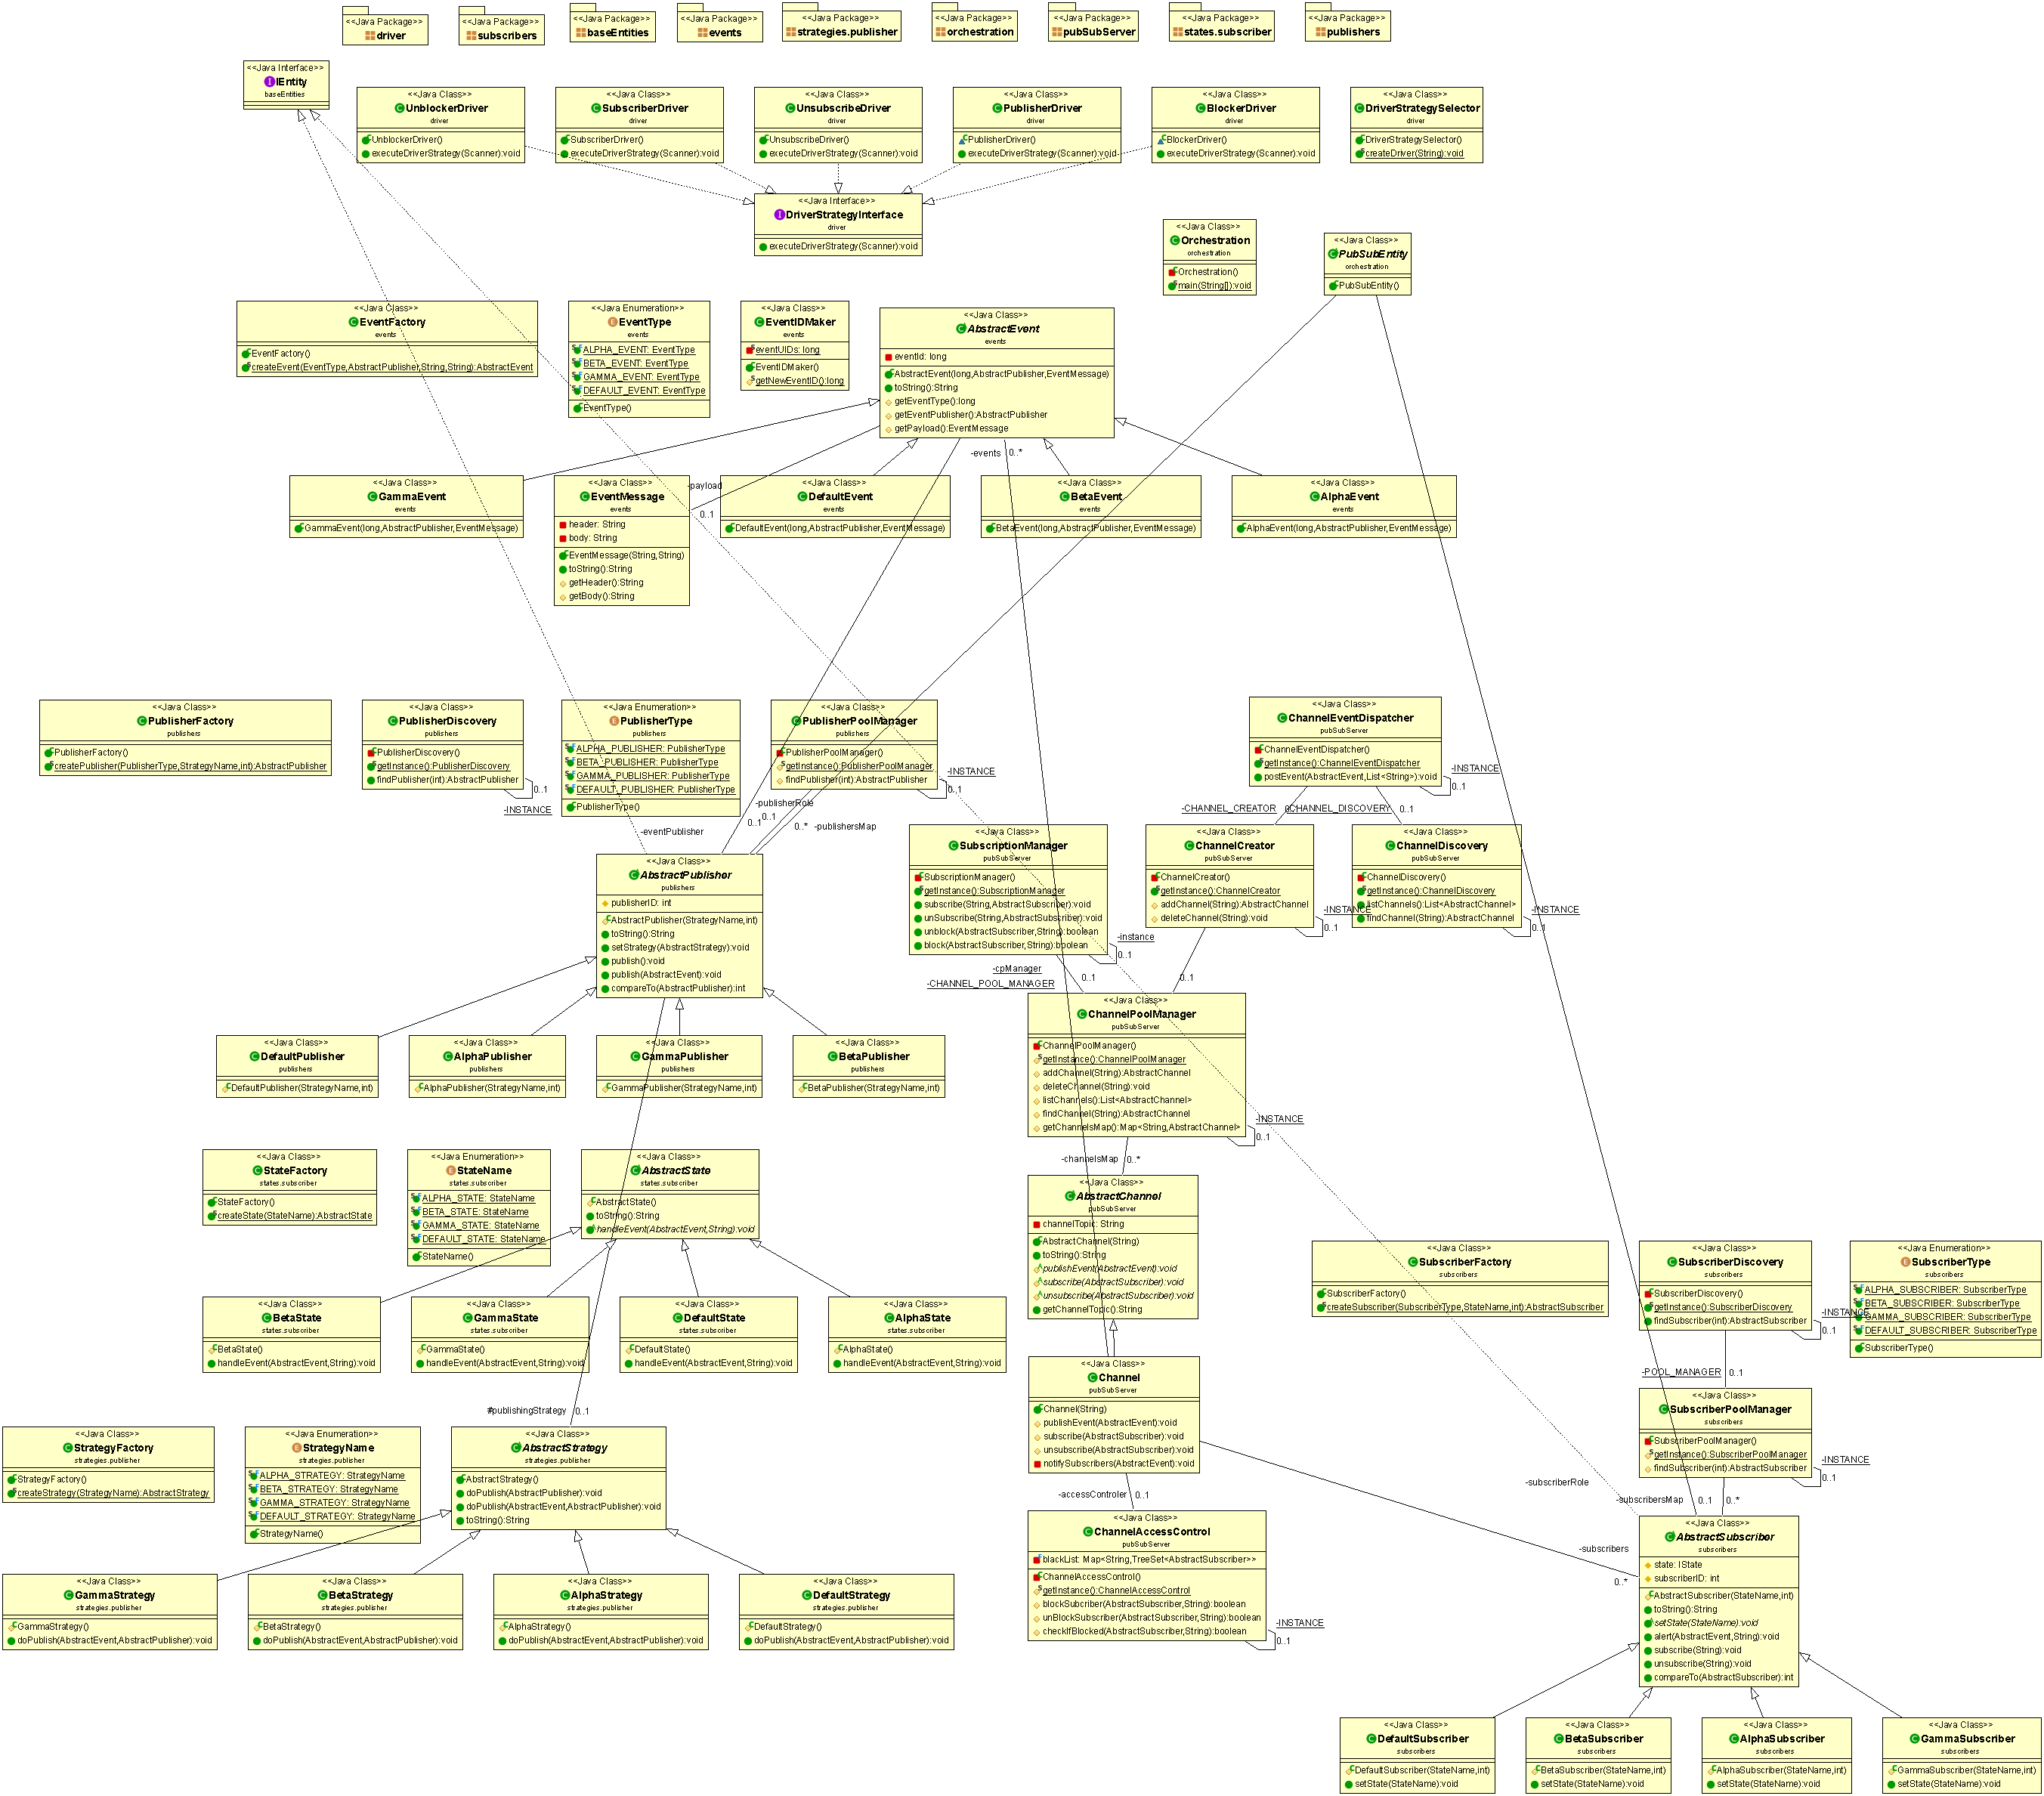 <<Java Package>>
driver
<<Java Package>>
subscribers
<<Java Package>>
baseEntities
<<Java Package>>
events
<<Java Package>>
strategies.publisher
<<Java Package>>
orchestration
<<Java Package>>
pubSubServer
<<Java Package>>
states.subscriber
<<Java Package>>
publishers
<<Java Interface>>
IEntity
baseEntities
<<Java Class>>
UnblockerDriver
driver
UnblockerDriver()
executeDriverStrategy(Scanner):void
<<Java Class>>
SubscriberDriver
driver
SubscriberDriver()
executeDriverStrategy(Scanner):void
<<Java Class>>
UnsubscribeDriver
driver
UnsubscribeDriver()
executeDriverStrategy(Scanner):void
<<Java Class>>
PublisherDriver
driver
PublisherDriver()
executeDriverStrategy(Scanner):void
<<Java Class>>
BlockerDriver
driver
BlockerDriver()
executeDriverStrategy(Scanner):void
<<Java Class>>
DriverStrategySelector
driver
DriverStrategySelector()
createDriver(String):void
<<Java Interface>>
DriverStrategyInterface
driver
executeDriverStrategy(Scanner):void
<<Java Class>>
Orchestration
orchestration
Orchestration()
main(String[]):void
<<Java Class>>
PubSubEntity
orchestration
PubSubEntity()
<<Java Class>>
EventFactory
events
EventFactory()
createEvent(EventType,AbstractPublisher,String,String):AbstractEvent
<<Java Enumeration>>
EventType
events
ALPHA_EVENT: EventType
BETA_EVENT: EventType
GAMMA_EVENT: EventType
DEFAULT_EVENT: EventType
EventType()
<<Java Class>>
EventIDMaker
events
eventUIDs: long
EventIDMaker()
getNewEventID():long
<<Java Class>>
AbstractEvent
events
eventId: long
AbstractEvent(long,AbstractPublisher,EventMessage)
toString():String
getEventType():long
getEventPublisher():AbstractPublisher
getPayload():EventMessage
-events
0..*
<<Java Class>>
GammaEvent
events
GammaEvent(long,AbstractPublisher,EventMessage)
<<Java Class>>
EventMessage
events
header: String
body: String
EventMessage(String,String)
toString():String
getHeader():String
getBody():String
-payload
0..1
<<Java Class>>
DefaultEvent
events
DefaultEvent(long,AbstractPublisher,EventMessage)
<<Java Class>>
BetaEvent
events
BetaEvent(long,AbstractPublisher,EventMessage)
<<Java Class>>
AlphaEvent
events
AlphaEvent(long,AbstractPublisher,EventMessage)
<<Java Class>>
PublisherFactory
publishers
PublisherFactory()
createPublisher(PublisherType,StrategyName,int):AbstractPublisher
<<Java Class>>
PublisherDiscovery
publishers
PublisherDiscovery()
getInstance():PublisherDiscovery
findPublisher(int):AbstractPublisher
0..1
-INSTANCE
<<Java Enumeration>>
PublisherType
publishers
ALPHA_PUBLISHER: PublisherType
BETA_PUBLISHER: PublisherType
GAMMA_PUBLISHER: PublisherType
DEFAULT_PUBLISHER: PublisherType
PublisherType()
<<Java Class>>
PublisherPoolManager
publishers
PublisherPoolManager()
getInstance():PublisherPoolManager
findPublisher(int):AbstractPublisher
-INSTANCE
0..1
-publisherRole
0..1
0..1
0..*
-publishersMap
-eventPublisher
<<Java Class>>
ChannelEventDispatcher
pubSubServer
ChannelEventDispatcher()
getInstance():ChannelEventDispatcher
postEvent(AbstractEvent,List<String>):void
-INSTANCE
0..1
-CHANNEL_CREATOR
-CHANNEL_DISCOVERY
0..1
<<Java Class>>
SubscriptionManager
pubSubServer
SubscriptionManager()
getInstance():SubscriptionManager
subscribe(String,AbstractSubscriber):void
unSubscribe(String,AbstractSubscriber):void
unblock(AbstractSubscriber,String):boolean
block(AbstractSubscriber,String):boolean
-instance
0..1
<<Java Class>>
ChannelCreator
pubSubServer
ChannelCreator()
getInstance():ChannelCreator
addChannel(String):AbstractChannel
deleteChannel(String):void
-INSTANCE
0..1
<<Java Class>>
ChannelDiscovery
pubSubServer
ChannelDiscovery()
getInstance():ChannelDiscovery
listChannels():List<AbstractChannel>
findChannel(String):AbstractChannel
-INSTANCE
0..1
<<Java Class>>
AbstractPublisher
publishers
publisherID: int
AbstractPublisher(StrategyName,int)
toString():String
setStrategy(AbstractStrategy):void
publish():void
publish(AbstractEvent):void
compareTo(AbstractPublisher):int
-cpManager
0..1
-CHANNEL_POOL_MANAGER
0..1
<<Java Class>>
DefaultPublisher
publishers
DefaultPublisher(StrategyName,int)
<<Java Class>>
AlphaPublisher
publishers
AlphaPublisher(StrategyName,int)
<<Java Class>>
GammaPublisher
publishers
GammaPublisher(StrategyName,int)
<<Java Class>>
BetaPublisher
publishers
BetaPublisher(StrategyName,int)
<<Java Class>>
ChannelPoolManager
pubSubServer
ChannelPoolManager()
getInstance():ChannelPoolManager
addChannel(String):AbstractChannel
deleteChannel(String):void
listChannels():List<AbstractChannel>
findChannel(String):AbstractChannel
getChannelsMap():Map<String,AbstractChannel>
-INSTANCE
0..1
-channelsMap
0..*
<<Java Class>>
StateFactory
states.subscriber
StateFactory()
createState(StateName):AbstractState
<<Java Enumeration>>
StateName
states.subscriber
ALPHA_STATE: StateName
BETA_STATE: StateName
GAMMA_STATE: StateName
DEFAULT_STATE: StateName
StateName()
<<Java Class>>
AbstractState
states.subscriber
AbstractState()
toString():String
handleEvent(AbstractEvent,String):void
<<Java Class>>
AbstractChannel
pubSubServer
channelTopic: String
AbstractChannel(String)
toString():String
publishEvent(AbstractEvent):void
subscribe(AbstractSubscriber):void
unsubscribe(AbstractSubscriber):void
getChannelTopic():String
<<Java Class>>
SubscriberFactory
subscribers
SubscriberFactory()
createSubscriber(SubscriberType,StateName,int):AbstractSubscriber
<<Java Class>>
SubscriberDiscovery
subscribers
SubscriberDiscovery()
getInstance():SubscriberDiscovery
findSubscriber(int):AbstractSubscriber
-INSTANCE
0..1
<<Java Enumeration>>
SubscriberType
subscribers
ALPHA_SUBSCRIBER: SubscriberType
BETA_SUBSCRIBER: SubscriberType
GAMMA_SUBSCRIBER: SubscriberType
DEFAULT_SUBSCRIBER: SubscriberType
SubscriberType()
<<Java Class>>
BetaState
states.subscriber
BetaState()
handleEvent(AbstractEvent,String):void
<<Java Class>>
GammaState
states.subscriber
GammaState()
handleEvent(AbstractEvent,String):void
<<Java Class>>
DefaultState
states.subscriber
DefaultState()
handleEvent(AbstractEvent,String):void
<<Java Class>>
AlphaState
states.subscriber
AlphaState()
handleEvent(AbstractEvent,String):void
<<Java Class>>
Channel
pubSubServer
Channel(String)
publishEvent(AbstractEvent):void
subscribe(AbstractSubscriber):void
unsubscribe(AbstractSubscriber):void
notifySubscribers(AbstractEvent):void
-POOL_MANAGER
0..1
<<Java Class>>
SubscriberPoolManager
subscribers
SubscriberPoolManager()
getInstance():SubscriberPoolManager
findSubscriber(int):AbstractSubscriber
-INSTANCE
0..1
#publishingStrategy
0..1
<<Java Class>>
StrategyFactory
strategies.publisher
StrategyFactory()
createStrategy(StrategyName):AbstractStrategy
<<Java Enumeration>>
StrategyName
strategies.publisher
ALPHA_STRATEGY: StrategyName
BETA_STRATEGY: StrategyName
GAMMA_STRATEGY: StrategyName
DEFAULT_STRATEGY: StrategyName
StrategyName()
<<Java Class>>
AbstractStrategy
strategies.publisher
AbstractStrategy()
doPublish(AbstractPublisher):void
doPublish(AbstractEvent,AbstractPublisher):void
toString():String
-accessControler
0..1
-subscriberRole
0..1
-subscribersMap
0..*
-subscribers
0..*
<<Java Class>>
ChannelAccessControl
pubSubServer
blackList: Map<String,TreeSet<AbstractSubscriber>>
ChannelAccessControl()
getInstance():ChannelAccessControl
blockSubcriber(AbstractSubscriber,String):boolean
unBlockSubscriber(AbstractSubscriber,String):boolean
checkIfBlocked(AbstractSubscriber,String):boolean
-INSTANCE
0..1
<<Java Class>>
AbstractSubscriber
subscribers
state: IState
subscriberID: int
AbstractSubscriber(StateName,int)
toString():String
setState(StateName):void
alert(AbstractEvent,String):void
subscribe(String):void
unsubscribe(String):void
compareTo(AbstractSubscriber):int
<<Java Class>>
GammaStrategy
strategies.publisher
GammaStrategy()
doPublish(AbstractEvent,AbstractPublisher):void
<<Java Class>>
BetaStrategy
strategies.publisher
BetaStrategy()
doPublish(AbstractEvent,AbstractPublisher):void
<<Java Class>>
AlphaStrategy
strategies.publisher
AlphaStrategy()
doPublish(AbstractEvent,AbstractPublisher):void
<<Java Class>>
DefaultStrategy
strategies.publisher
DefaultStrategy()
doPublish(AbstractEvent,AbstractPublisher):void
<<Java Class>>
DefaultSubscriber
subscribers
DefaultSubscriber(StateName,int)
setState(StateName):void
<<Java Class>>
BetaSubscriber
subscribers
BetaSubscriber(StateName,int)
setState(StateName):void
<<Java Class>>
AlphaSubscriber
subscribers
AlphaSubscriber(StateName,int)
setState(StateName):void
<<Java Class>>
GammaSubscriber
subscribers
GammaSubscriber(StateName,int)
setState(StateName):void